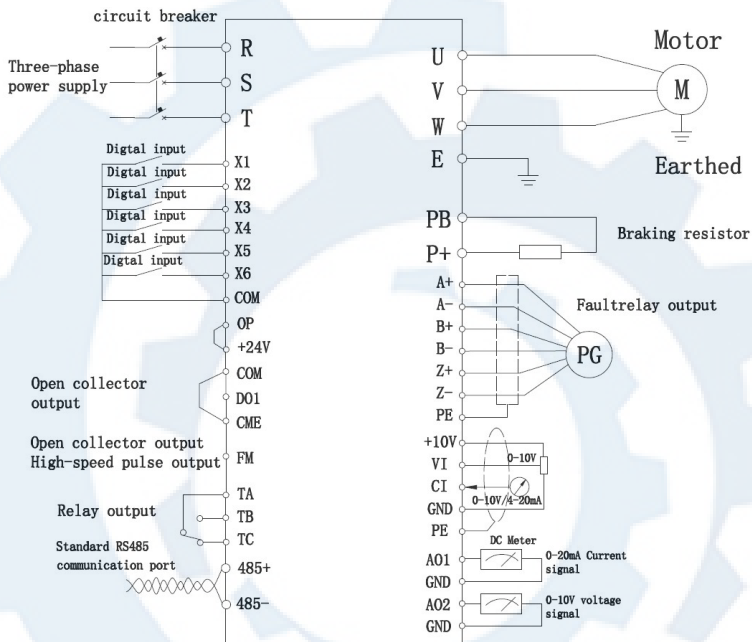 circuit breaker
Three-phase
power supply
R
S
T
Digtal input
X1
Digtal input
X2
Digtal input
X3
Digtal input
X4
Digtal input
X5
Digtal input
X6
COM
OP
+24V
Open collector
output
COM
DO1
CME
Open collector output
High-speed pulse output
FM
Relay output
TA
TB
TC
Standard RS485
communication port
485+
485-
U
V
W
E
Motor
M
Earthed
PB
P+
Braking resistor
A+
A-
B+
B-
Z+
Z-
PE
Faultrelay output
PG
+10V
VI
0-10V
CI
0-10V/4-20mA
GND
PE
DC Meter
AO1
GND
0-20mA Current
signal
AO2
GND
0-10V voltage
signal